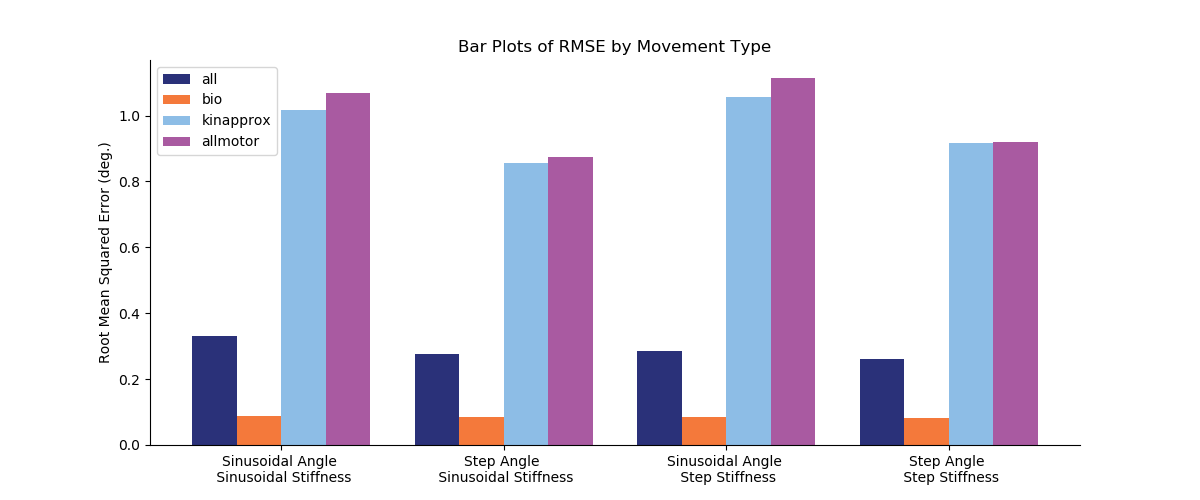 Bar Plots of RMSE by Movement Type
all
bio
kinapprox
allmotor
Root Mean Squared Error (deg.)
1.0
0.8
0.6
0.4
0.2
0.0
Sinusoidal Angle
Sinusoidal Stiffness
Step Angle
Sinusoidal Stiffness
Sinusoidal Angle
Step Stiffness
Step Angle
Step Stiffness